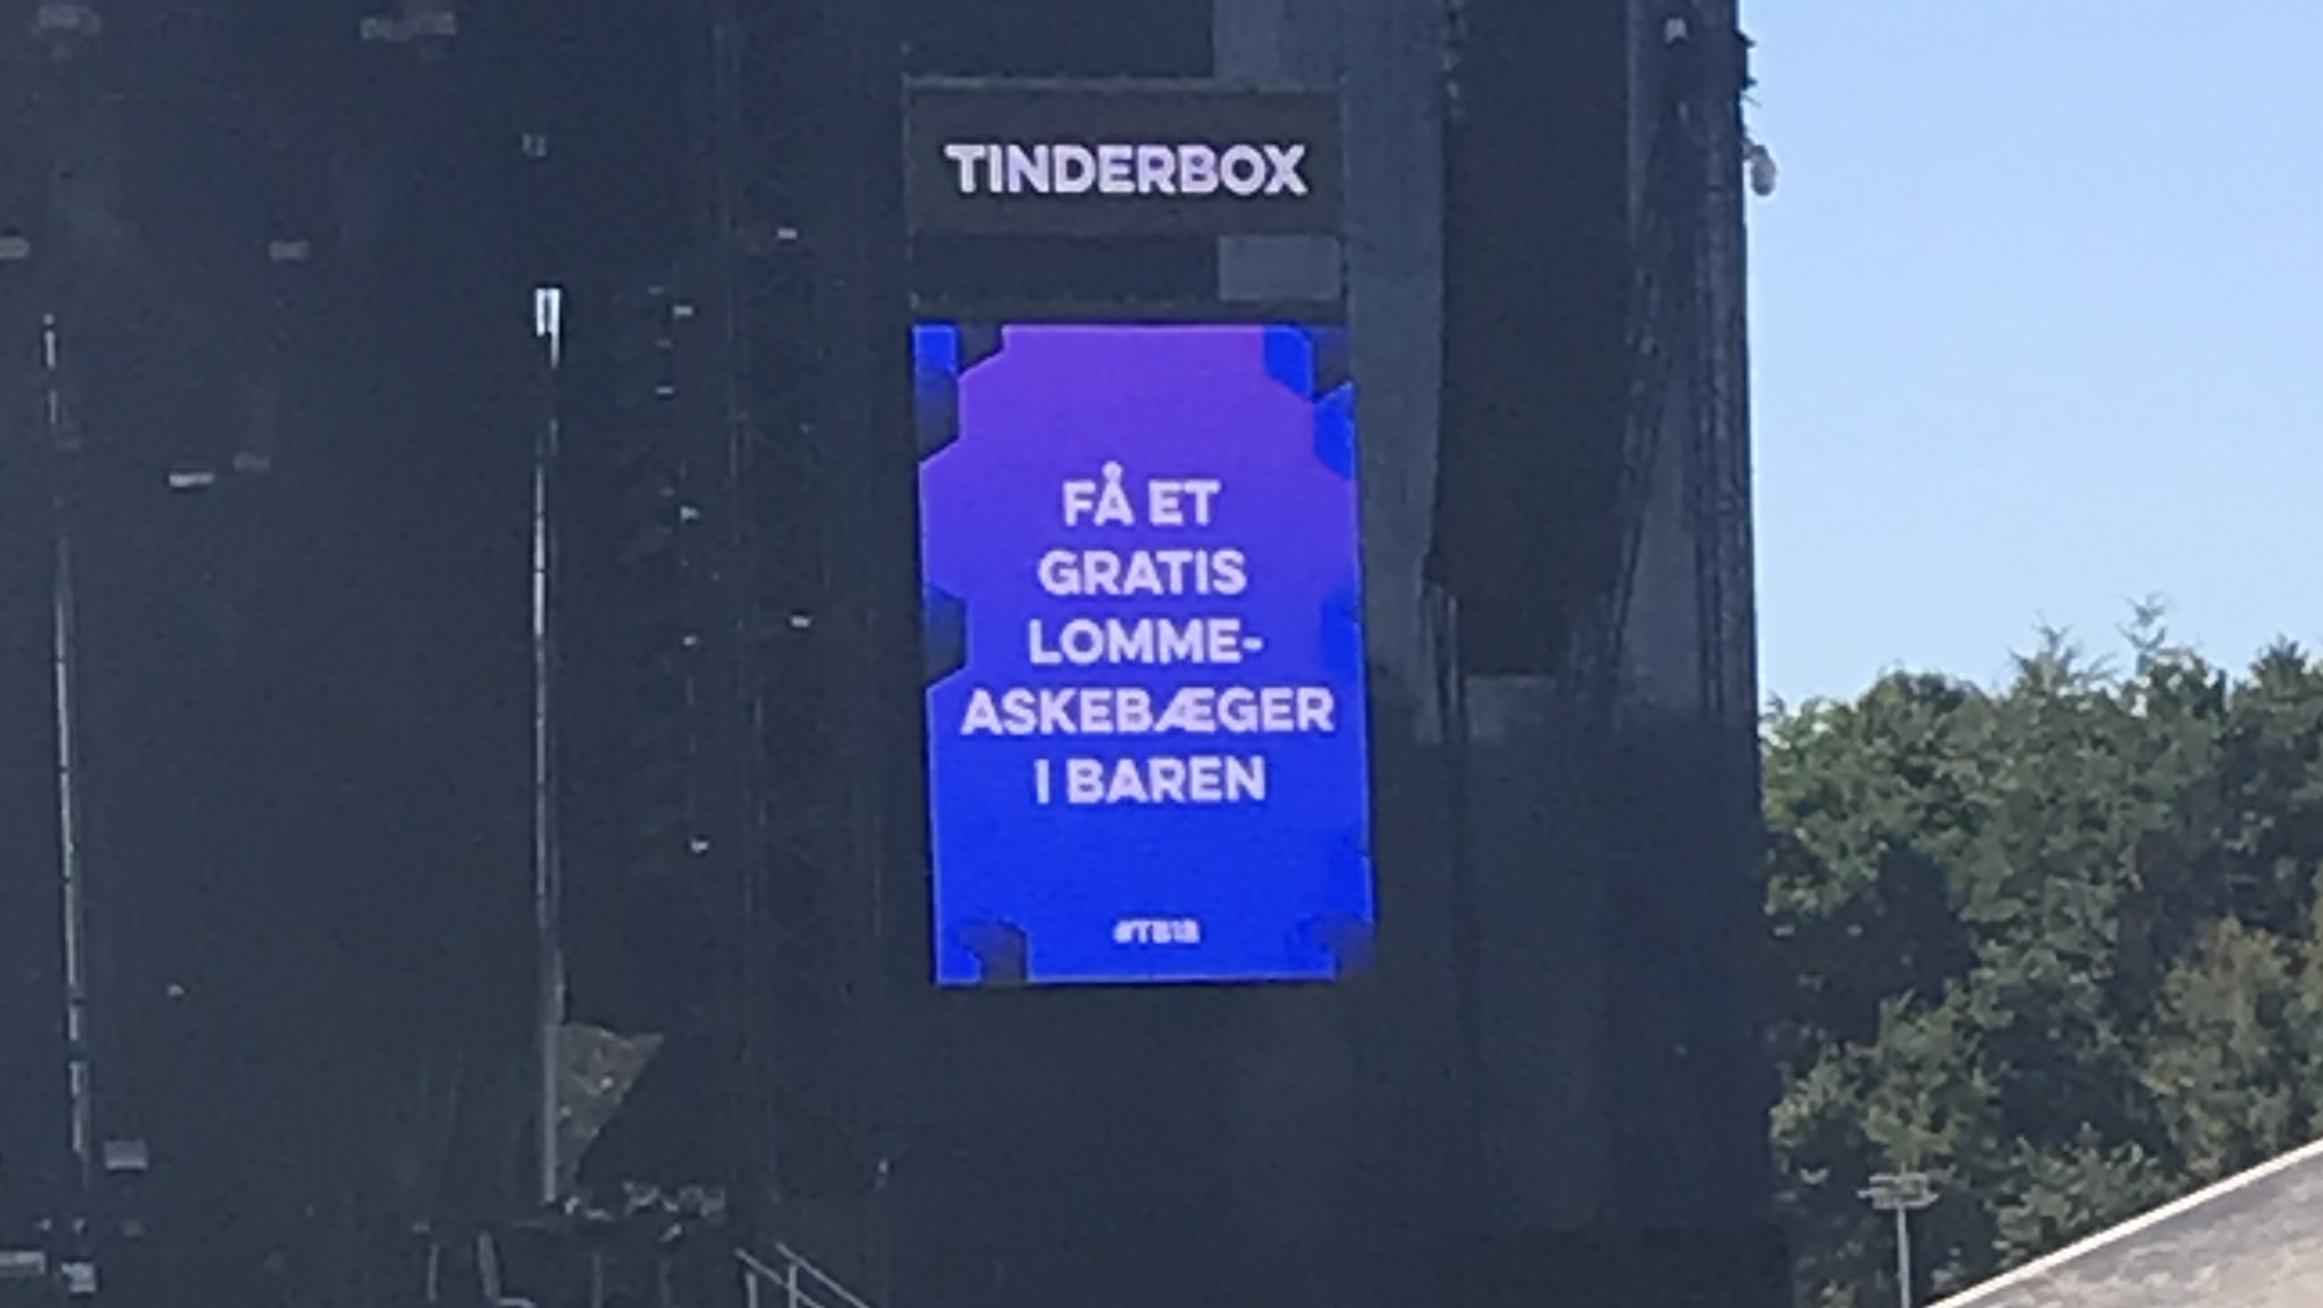 TINDERBOX
FÅ ET
GRATIS
LOMME-
ASKEBÆGER
I BAREN
#TB18